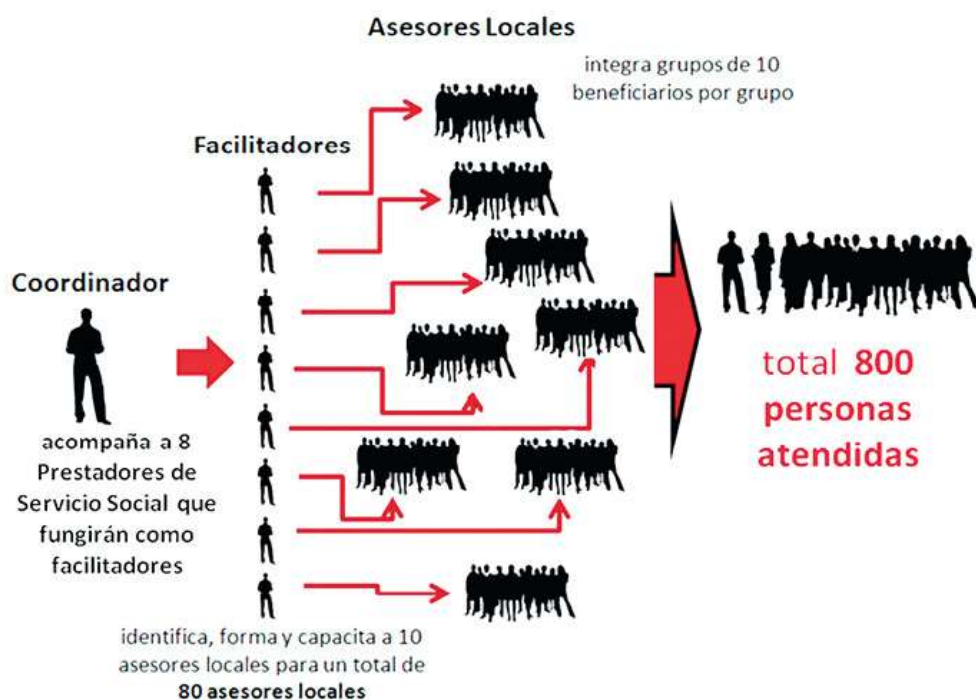 Asesores Locales
integra grupos de 10
beneficiarios por grupo
Facilitadores
Coordinador
acompaña a 8
Prestadores de
Servicio Social que
fungirán como
facilitadores
total 800
personas
atendidas
identifica, forma y capacita a 10
asesores locales para un total de
80 asesores locales